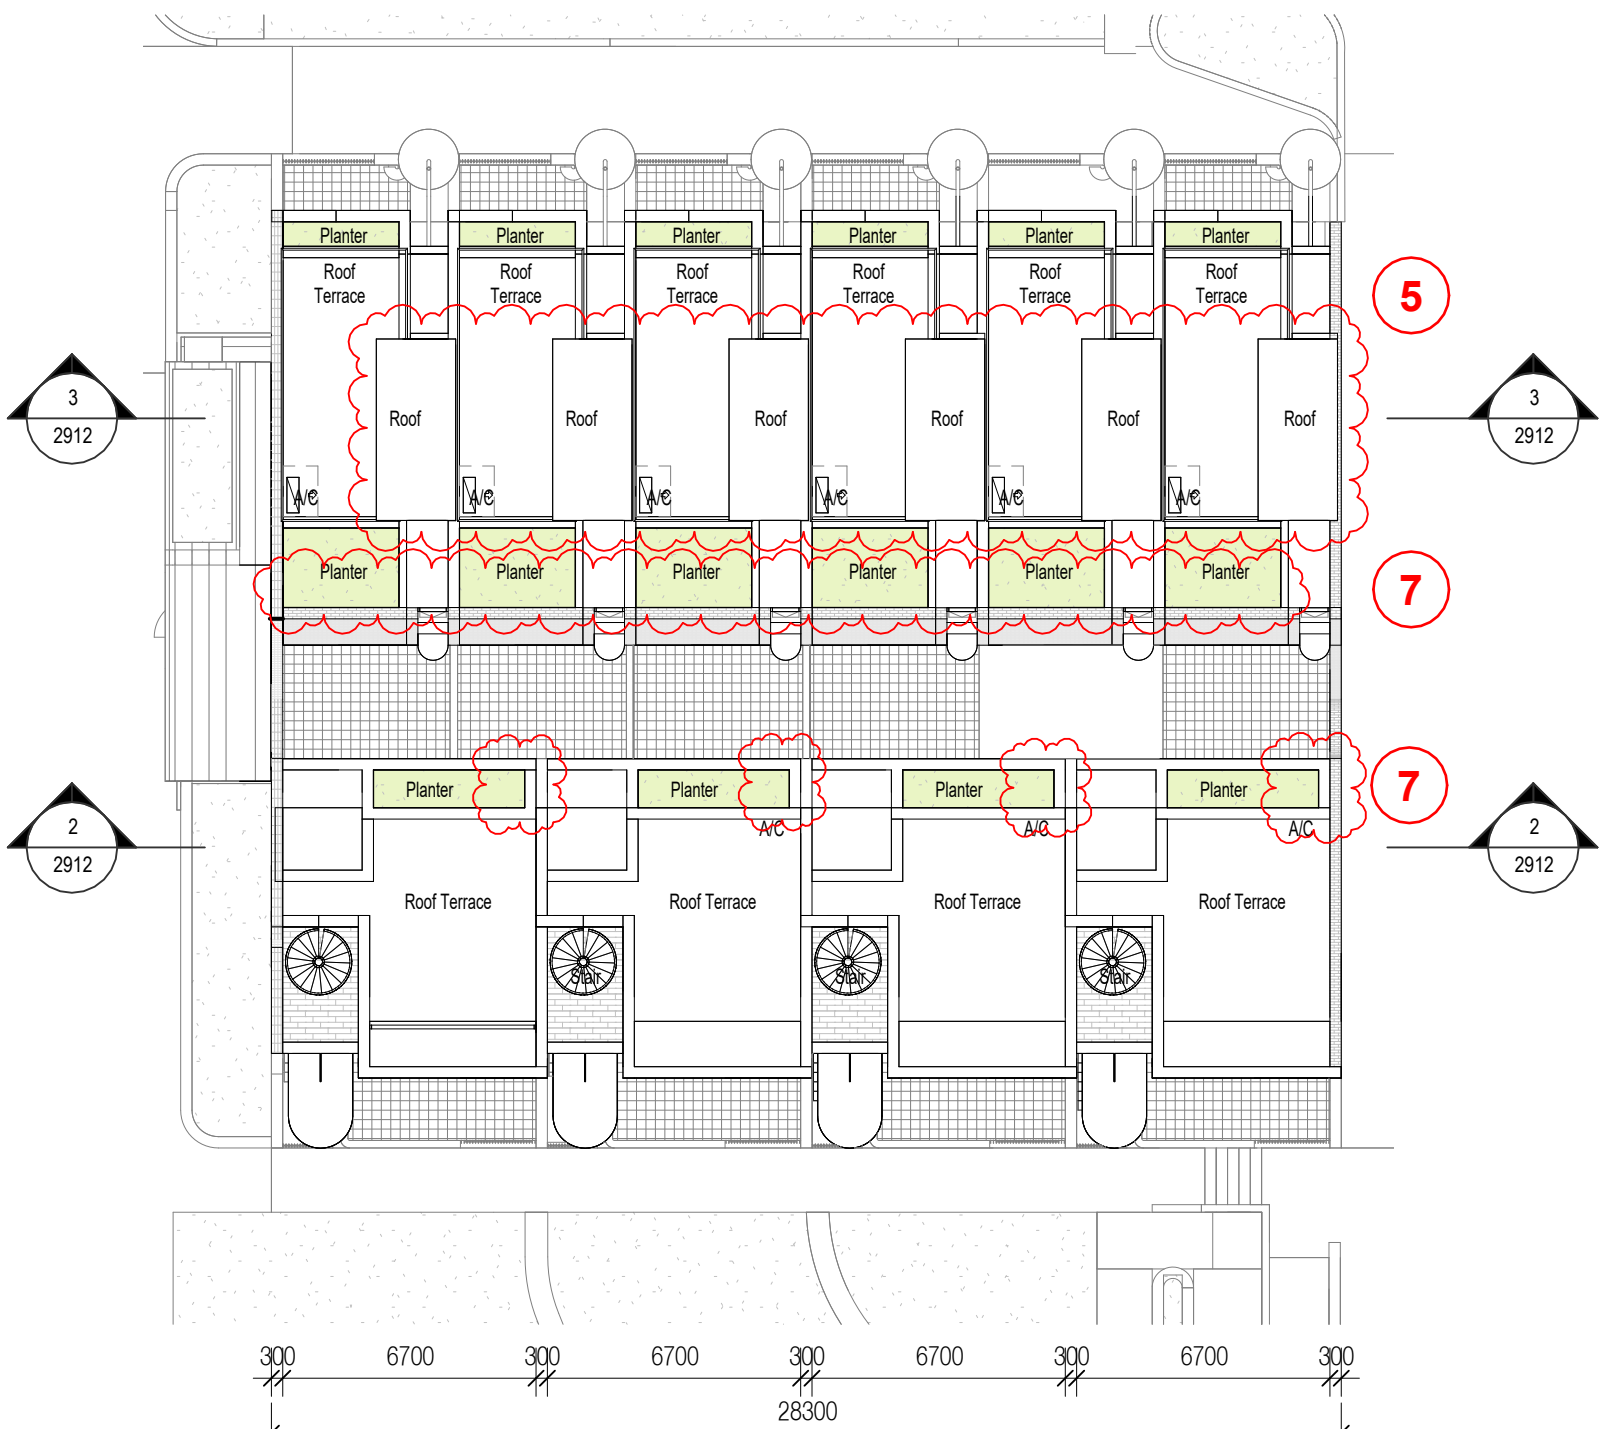 Planter Planter Planter Planter Planter Planter
Roof Roof Roof Roof Roof Roof
Terrace Terrace Terrace Terrace Terrace Terrace
5
3 3
Roof Roof Roof Roof Roof Roof
2912 2912
A/C A/C A/C A/C A/C A/C
Planter Planter Planter Planter Planter Planter
7
Planter Planter Planter Planter
7
2 A/C A/C A/C 2
2912 2912
Roof Terrace Roof Terrace Roof Terrace Roof Terrace
Stair Stair Stair
300 6700 300 6700 300 6700 300 6700 300
28300